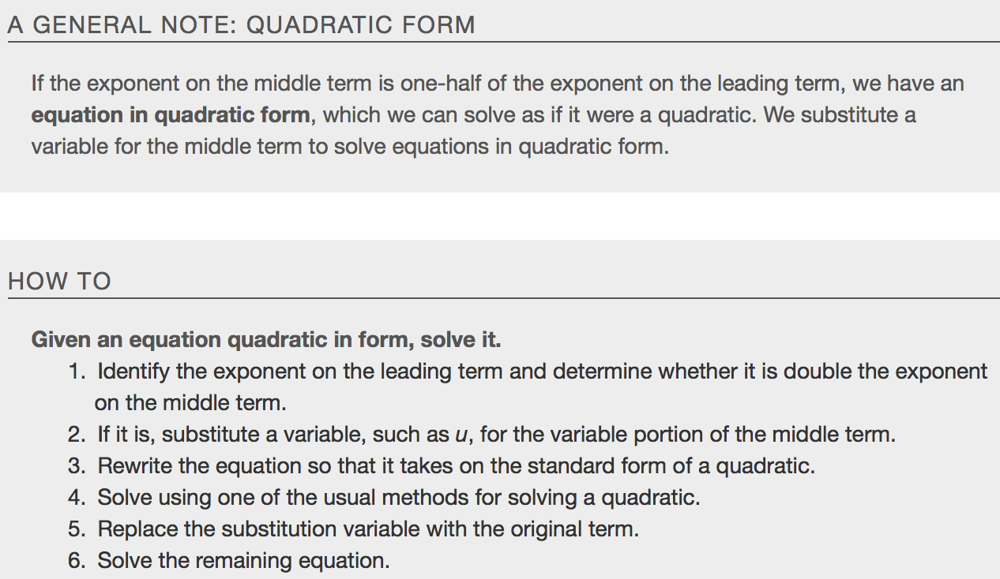 A GENERAL NOTE: QUADRATIC FORM
If the exponent on the middle term is one-half of the exponent on the leading term, we have an
equation in quadratic form, which we can solve as if it were a quadratic. We substitute a
variable for the middle term to solve equations in quadratic form.
HOW TO
Given an equation quadratic in form, solve it.
1. Identify the exponent on the leading term and determine whether it is double the exponent
on the middle term.
2. If it is, substitute a variable, such as u, for the variable portion of the middle term.
3. Rewrite the equation so that it takes on the standard form of a quadratic.
4. Solve using one of the usual methods for solving a quadratic.
5. Replace the substitution variable with the original term.
6. Solve the remaining equation.